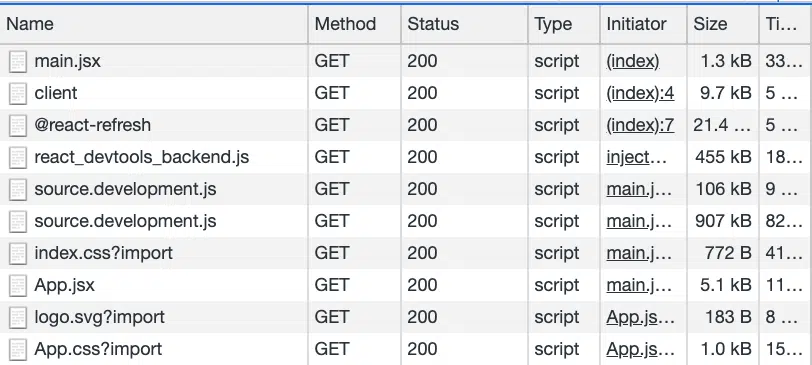 Name Method Status Type Initiator Size Ti…
main.jsx GET 200 script (index) 1.3 kB 33…
client GET 200 script (index):4 9.7 kB 5 …
@react-refresh GET 200 script (index):7 21.4 … 5 …
react_devtools_backend.js GET 200 script inject… 455 kB 18…
source.development.js GET 200 script main.j… 106 kB 9 …
source.development.js GET 200 script main.j… 907 kB 82…
index.css?import GET 200 script main.j… 772 B 41…
App.jsx GET 200 script main.j… 5.1 kB 11…
logo.svg?import GET 200 script App.js… 183 B 8 …
App.css?import GET 200 script App.js… 1.0 kB 15…